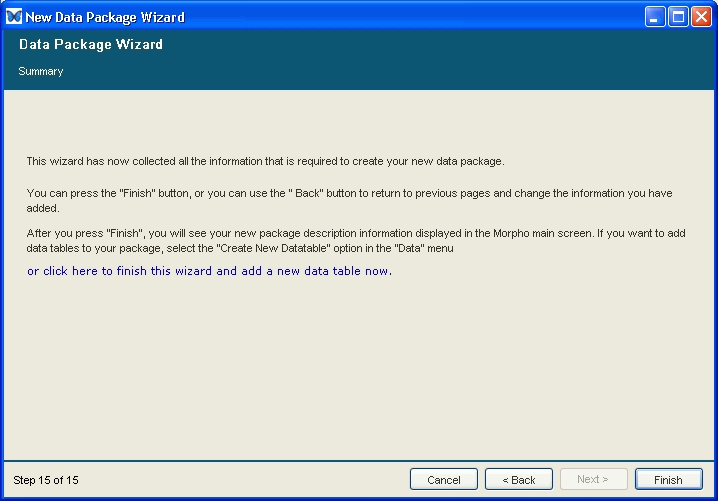 New Data Package Wizard
Data Package Wizard
Summary
This wizard has now collected all the information that is required to create your new data package.
You can press the "Finish" button, or you can use the " Back" button to return to previous pages and change the information you have
added.
After you press "Finish", you will see your new package description information displayed in the Morpho main screen. If you want to add
data tables to your package, select the "Create New Datatable" option in the "Data" menu
or click here to finish this wizard and add a new data table now.
Step 15 of 15
Cancel
< Back
Next >
Finish